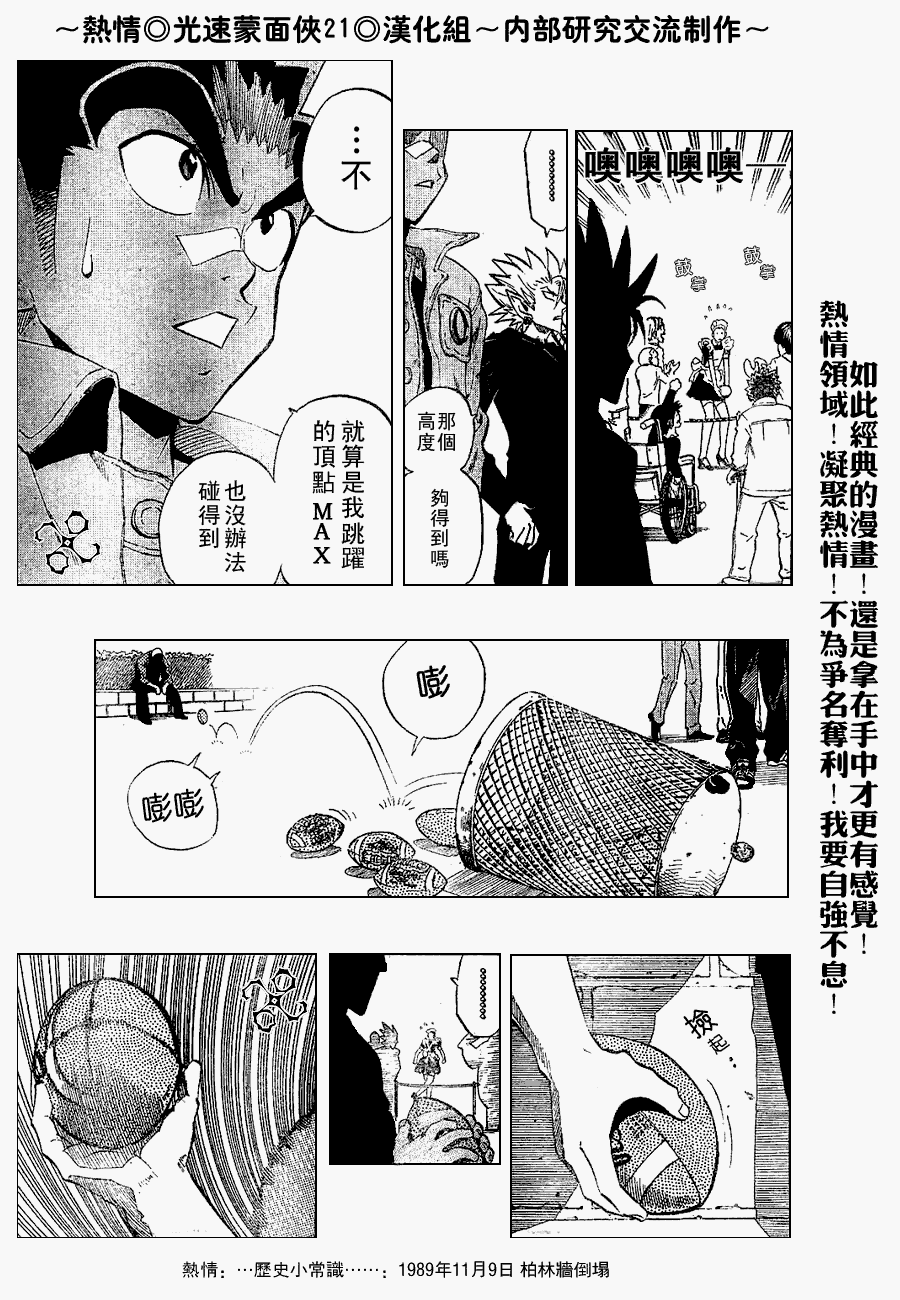 ～熱情◎光速蒙面俠21◎漢化組～内部研究交流制作～
噢噢噢噢—
鼓掌
鼓掌
…………
那個
高度
夠得到嗎
…不
就算是我跳躍
的頂點MAX
也沒辦法
碰得到
嘭
嘭嘭
撿起…
…………
如此經典的漫畫！還是拿在手中才更有感覺！
熱情領域！凝聚熱情！不為爭名奪利！我要自強不息！
熱情：…歷史小常識……：1989年11月9日 柏林牆倒塌